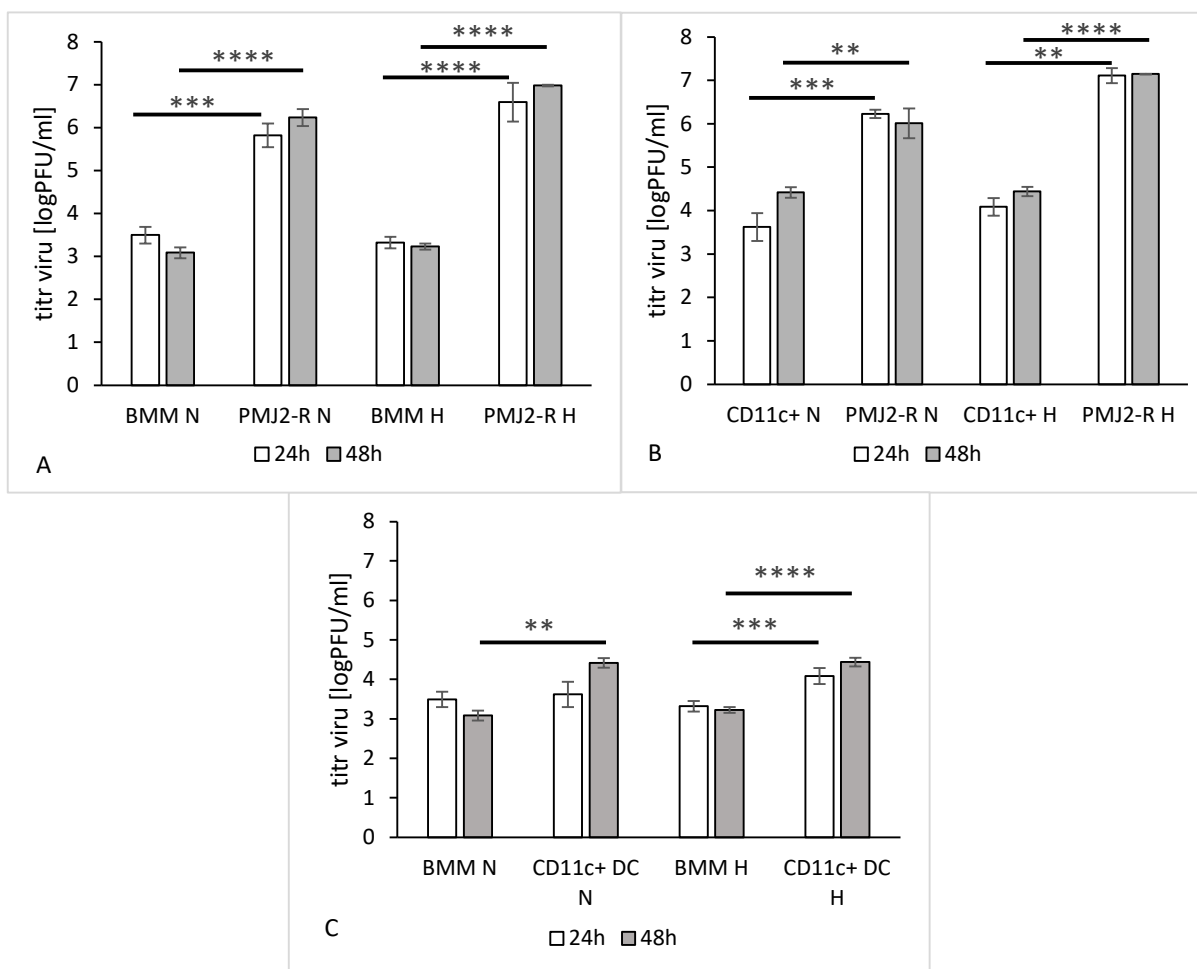 8
7
6
5
4
3
2
1
0
titr viru [logPFU/ml]
****
***
****
****
BMM N PMJ2-R N BMM H PMJ2-R H
24h 48h
A
8
7
6
5
4
3
2
1
0
titr viru [logPFU/ml]
**
***
****
**
CD11c+ N PMJ2-R N CD11c+ H PMJ2-R H
24h 48h
B
8
7
6
5
4
3
2
1
0
titr viru [logPFU/ml]
**
****
***
BMM N CD11c+ DC BMM H CD11c+ DC
N H
24h 48h
C